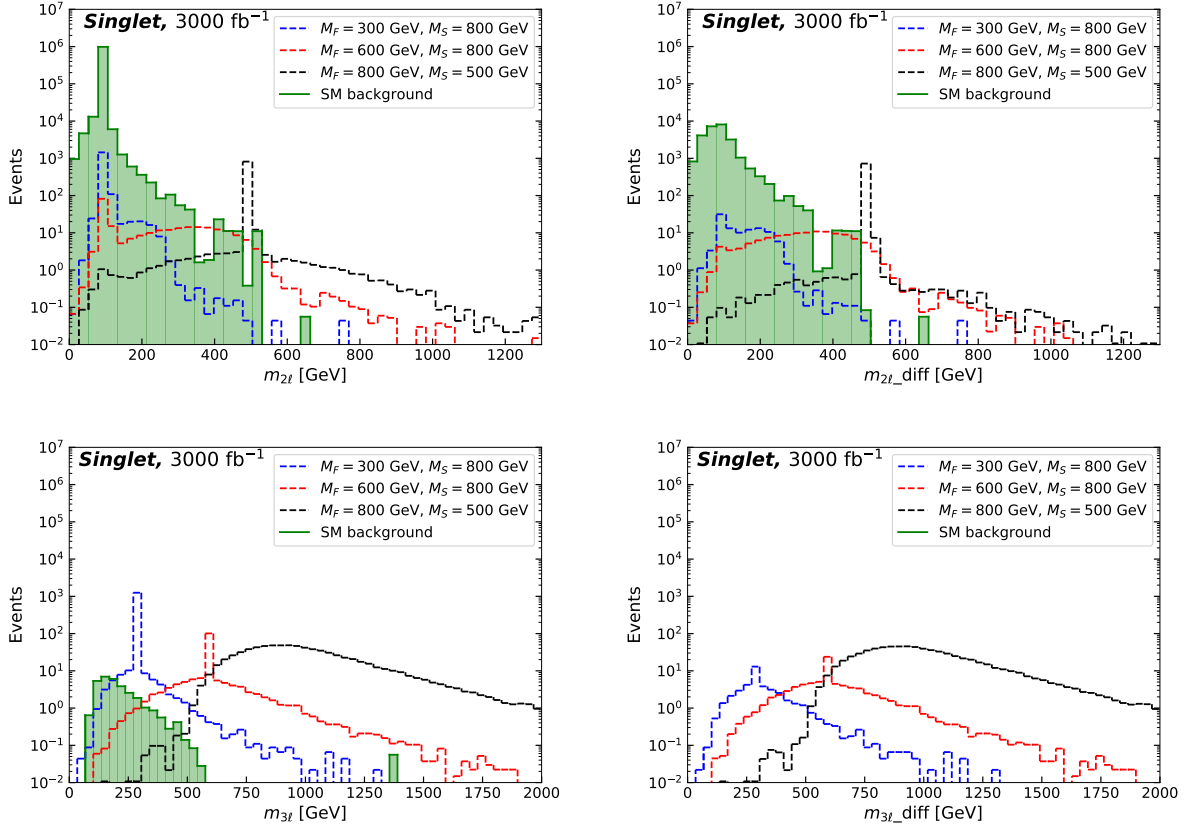 Singlet, 3000 fb⁻¹
M_F = 300 GeV, M_S = 800 GeV
M_F = 600 GeV, M_S = 800 GeV
M_F = 800 GeV, M_S = 500 GeV
SM background
Events
10⁷
10⁶
10⁵
10⁴
10³
10²
10¹
10⁰
10⁻¹
10⁻²
0 200 400 600 800 1000 1200
m_2ℓ [GeV]
Singlet, 3000 fb⁻¹
M_F = 300 GeV, M_S = 800 GeV
M_F = 600 GeV, M_S = 800 GeV
M_F = 800 GeV, M_S = 500 GeV
SM background
Events
10⁷
10⁶
10⁵
10⁴
10³
10²
10¹
10⁰
10⁻¹
10⁻²
0 200 400 600 800 1000 1200
m_2ℓ_diff [GeV]
Singlet, 3000 fb⁻¹
M_F = 300 GeV, M_S = 800 GeV
M_F = 600 GeV, M_S = 800 GeV
M_F = 800 GeV, M_S = 500 GeV
SM background
Events
10⁷
10⁶
10⁵
10⁴
10³
10²
10¹
10⁰
10⁻¹
10⁻²
0 250 500 750 1000 1250 1500 1750 2000
m_3ℓ [GeV]
Singlet, 3000 fb⁻¹
M_F = 300 GeV, M_S = 800 GeV
M_F = 600 GeV, M_S = 800 GeV
M_F = 800 GeV, M_S = 500 GeV
SM background
Events
10⁷
10⁶
10⁵
10⁴
10³
10²
10¹
10⁰
10⁻¹
10⁻²
0 250 500 750 1000 1250 1500 1750 2000
m_3ℓ_diff [GeV]